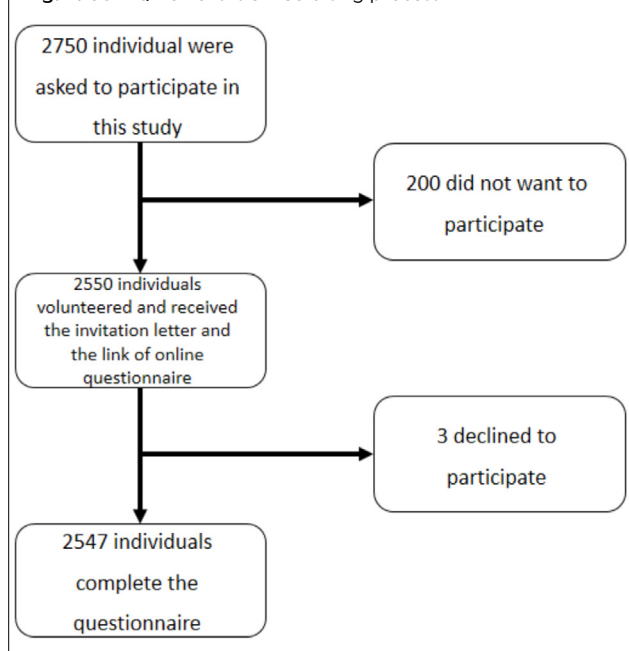 2750 individual were
asked to participate in
this study
200 did not want to
participate
2550 individuals
volunteered and received
the invitation letter and
the link of online
questionnaire
3 declined to
participate
2547 individuals
complete the
questionnaire